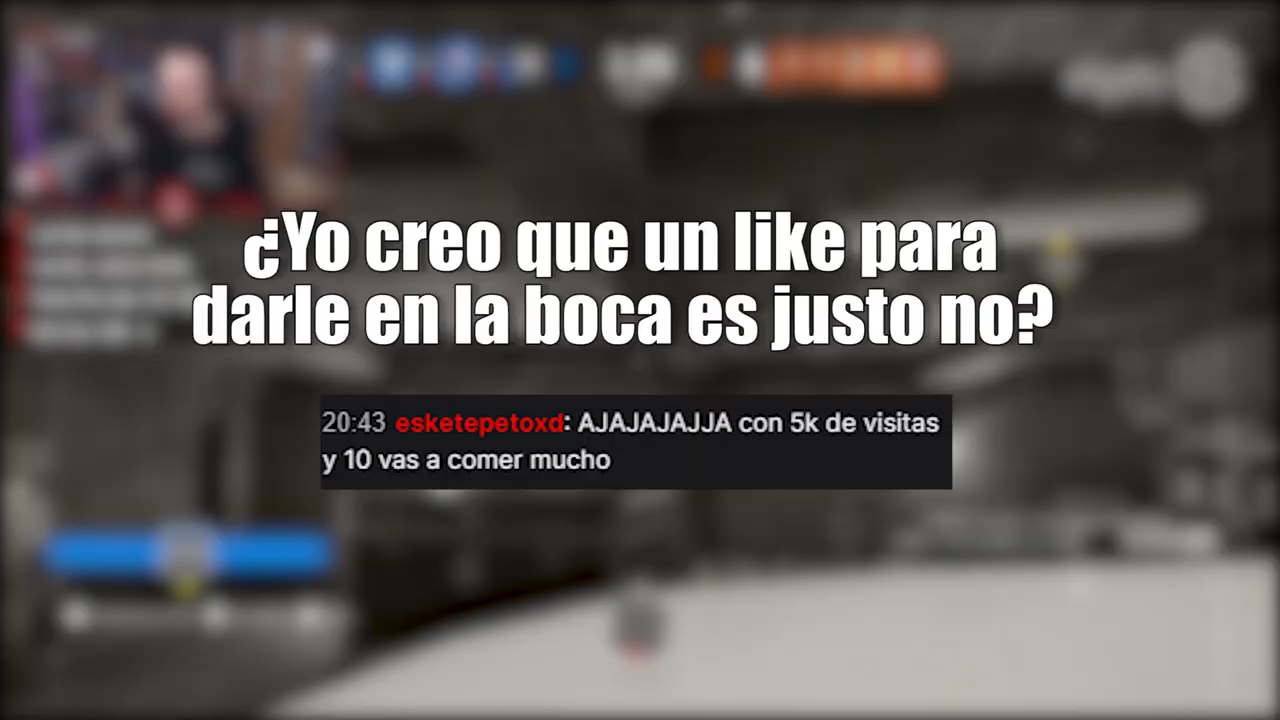 ¿Yo creo que un like para
darle en la boca es justo no?
20:43 esketepetoxd: AJAJAJAJJA con 5k de visitas
y 10 vas a comer mucho